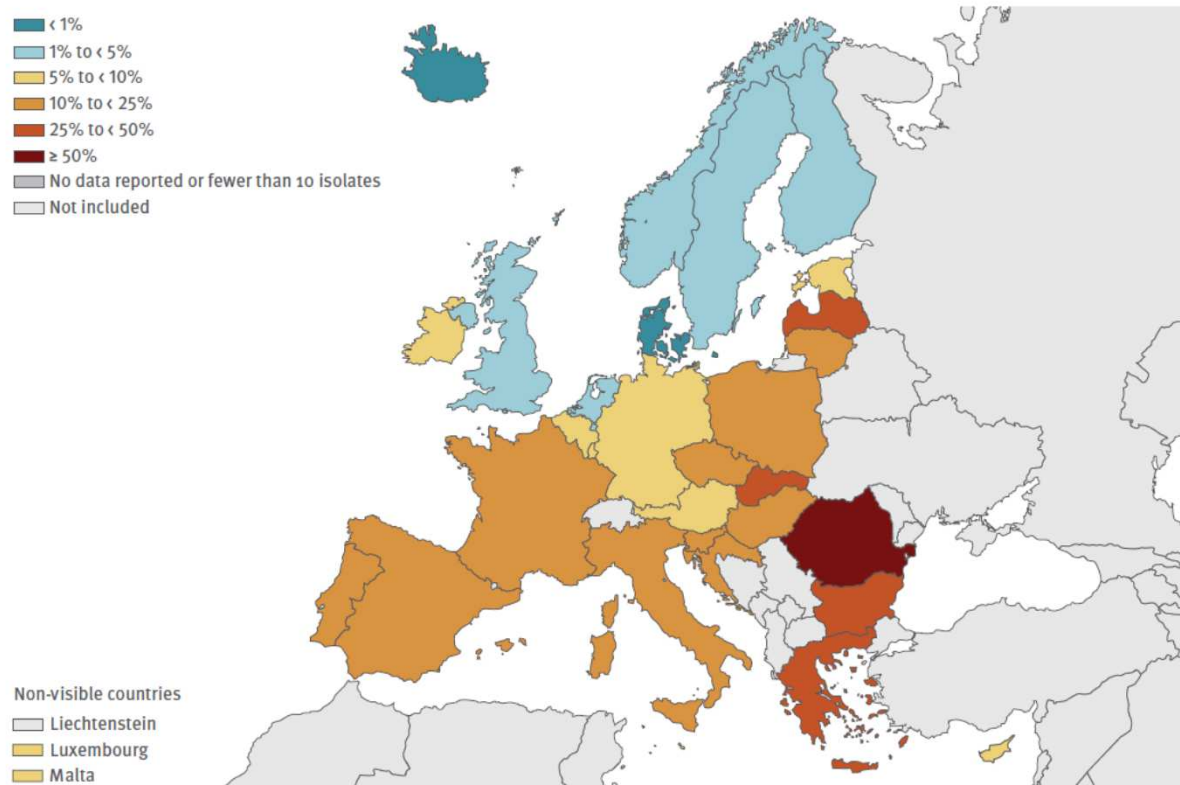 ‹ 1%
1% to ‹ 5%
5% to ‹ 10%
10% to ‹ 25%
25% to ‹ 50%
≥ 50%
No data reported or fewer than 10 isolates
Not included
Non-visible countries
Liechtenstein
Luxembourg
Malta